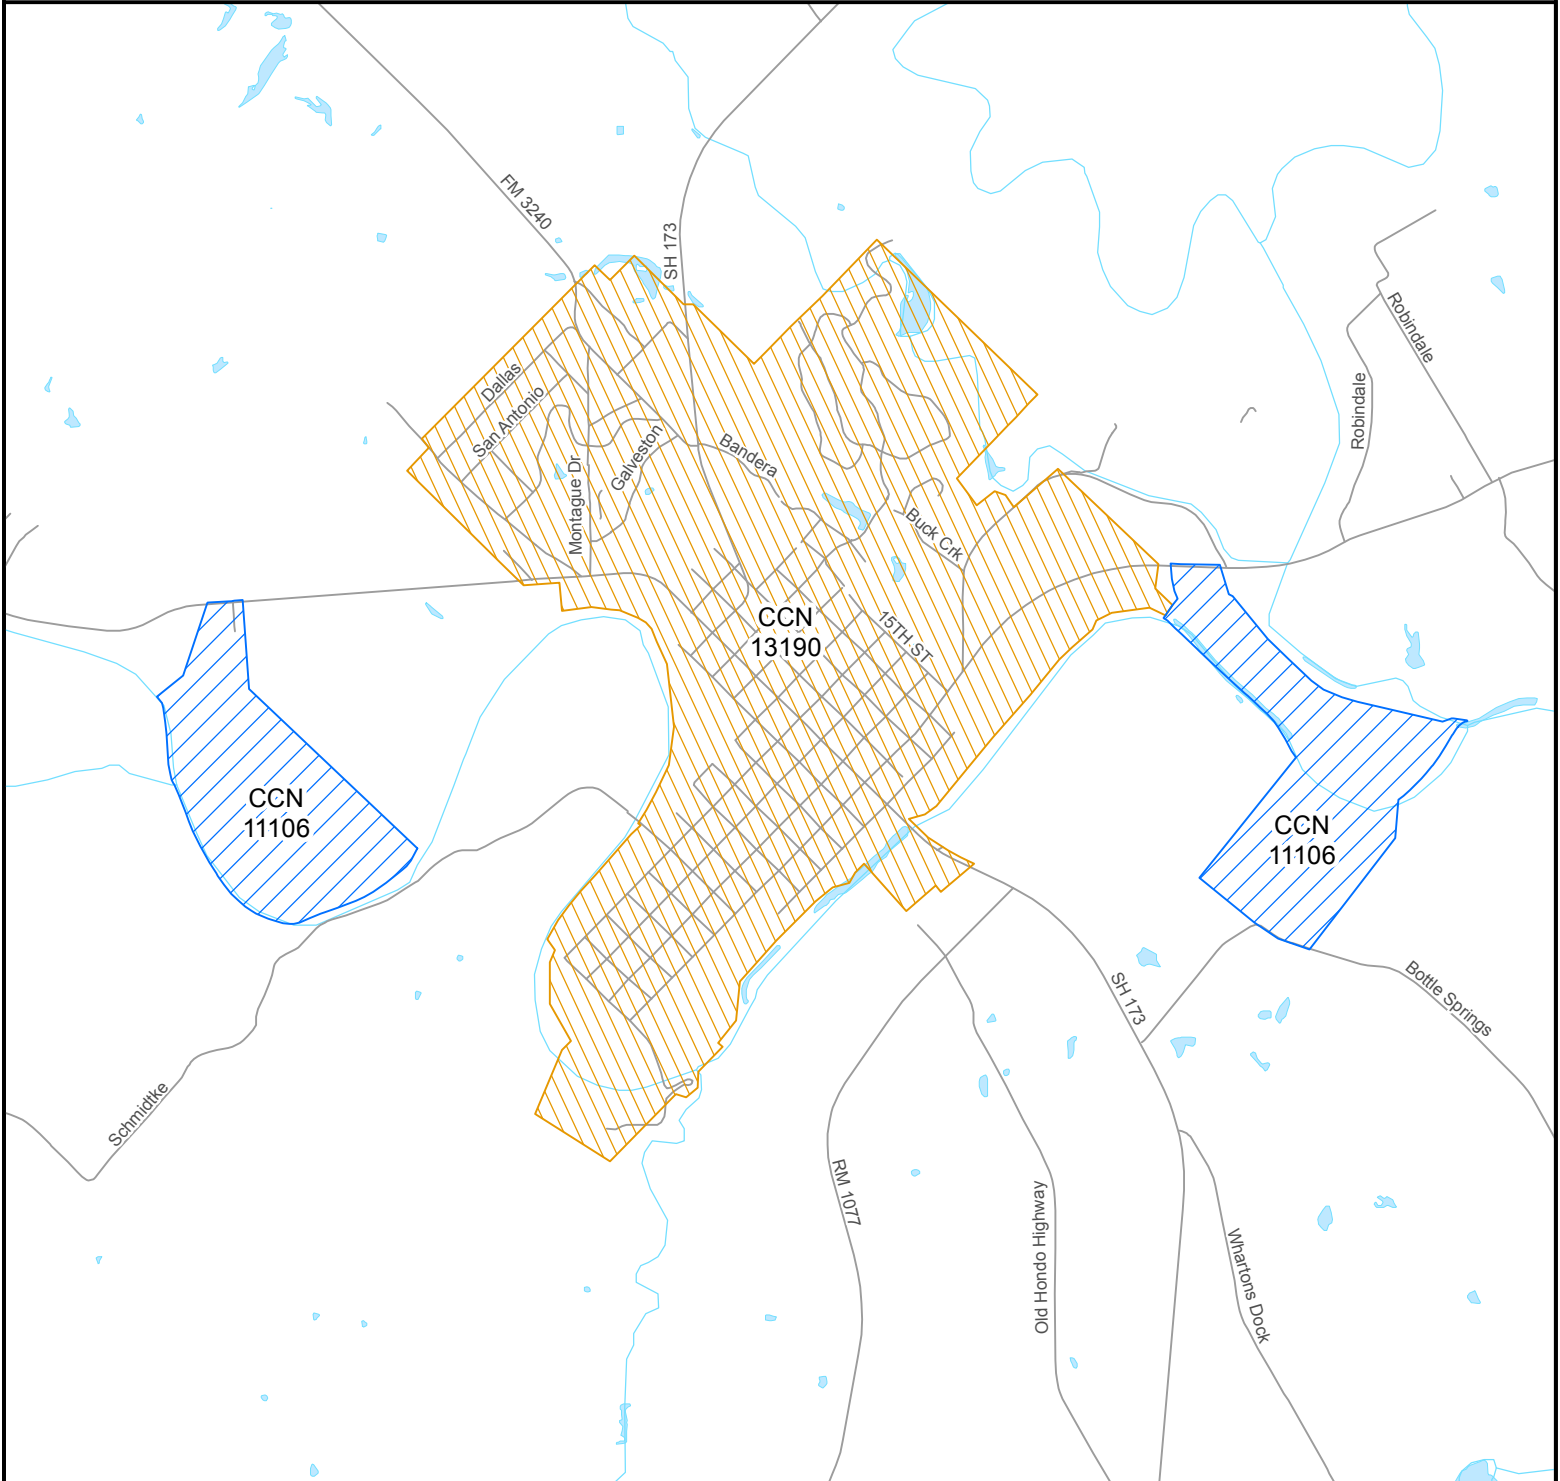 FM 3240
SH 173
Robindale
Robindale
Dallas
San Antonio
Galveston
Montague Dr
Bandera
Buck Crk
15TH ST
CCN
13190
CCN
11106
CCN
11106
SH 173
Bottle Springs
Schmidtke
RM 1077
Old Hondo Highway
Whartons Dock